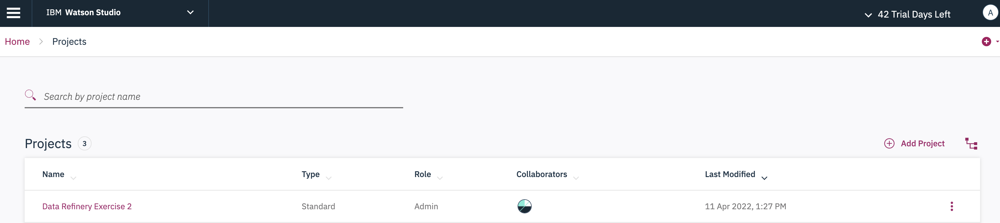 IBM Watson Studio
42 Trial Days Left
A
Home > Projects
Search by project name
Projects 3
Add Project
Name Type Role Collaborators Last Modified
Data Refinery Exercise 2 Standard Admin 11 Apr 2022, 1:27 PM